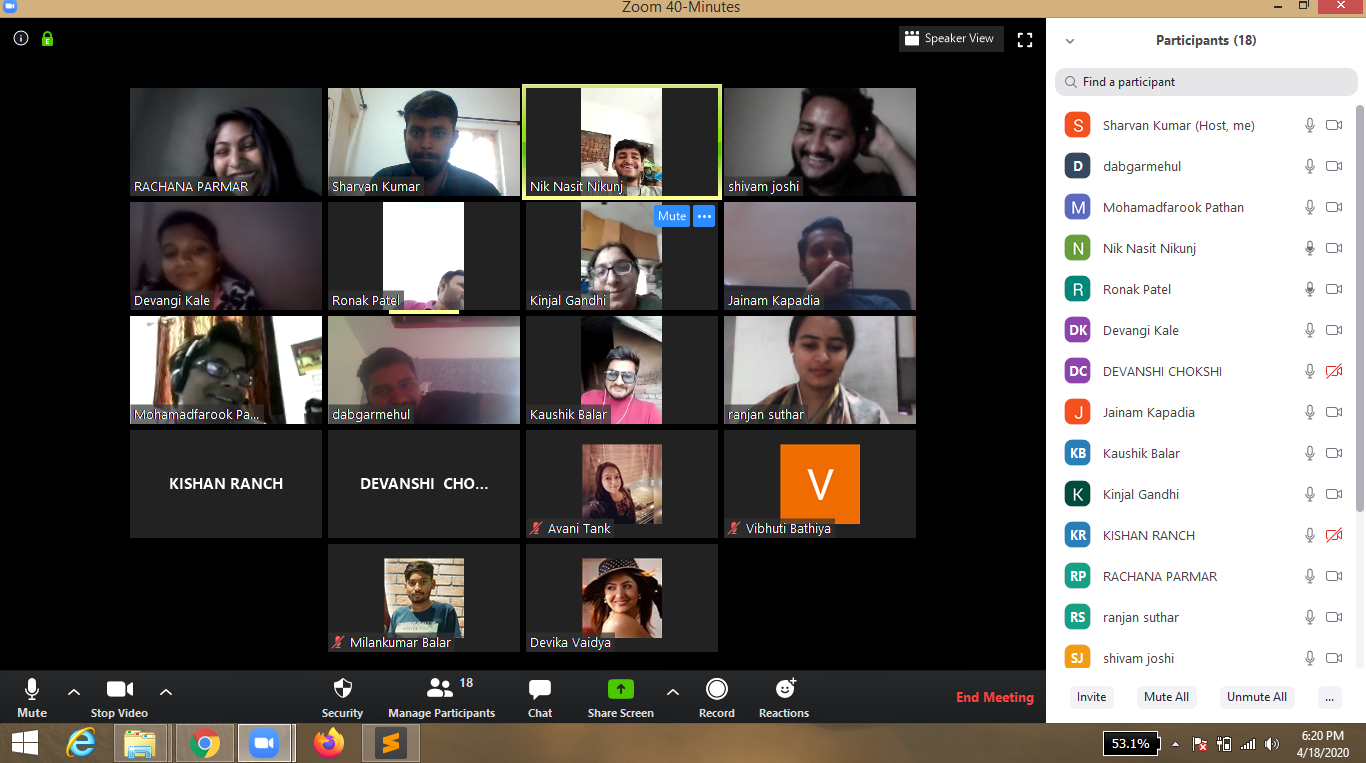 Zoom 40-Minutes
Speaker View
RACHANA PARMAR
Sharvan Kumar
Nik Nasit Nikunj
shivam joshi
Devangi Kale
Ronak Patel
Mute
Kinjal Gandhi
Jainam Kapadia
Mohamadfarook Pa...
dabgarmehul
Kaushik Balar
ranjan suthar
KISHAN RANCH
DEVANSHI CHO...
Avani Tank
V
Vibhuti Bathiya
Milankumar Balar
Devika Vaidya
Participants (18)
Find a participant
S Sharvan Kumar (Host, me)
D dabgarmehul
M Mohamadfarook Pathan
N Nik Nasit Nikunj
R Ronak Patel
DK Devangi Kale
DC DEVANSHI CHOKSHI
J Jainam Kapadia
KB Kaushik Balar
K Kinjal Gandhi
KR KISHAN RANCH
RP RACHANA PARMAR
RS ranjan suthar
SJ shivam joshi
Invite
Mute All
Unmute All
...
Mute
Stop Video
Security
18
Manage Participants
Chat
Share Screen
Record
Reactions
End Meeting
53.1%
6:20 PM
4/18/2020